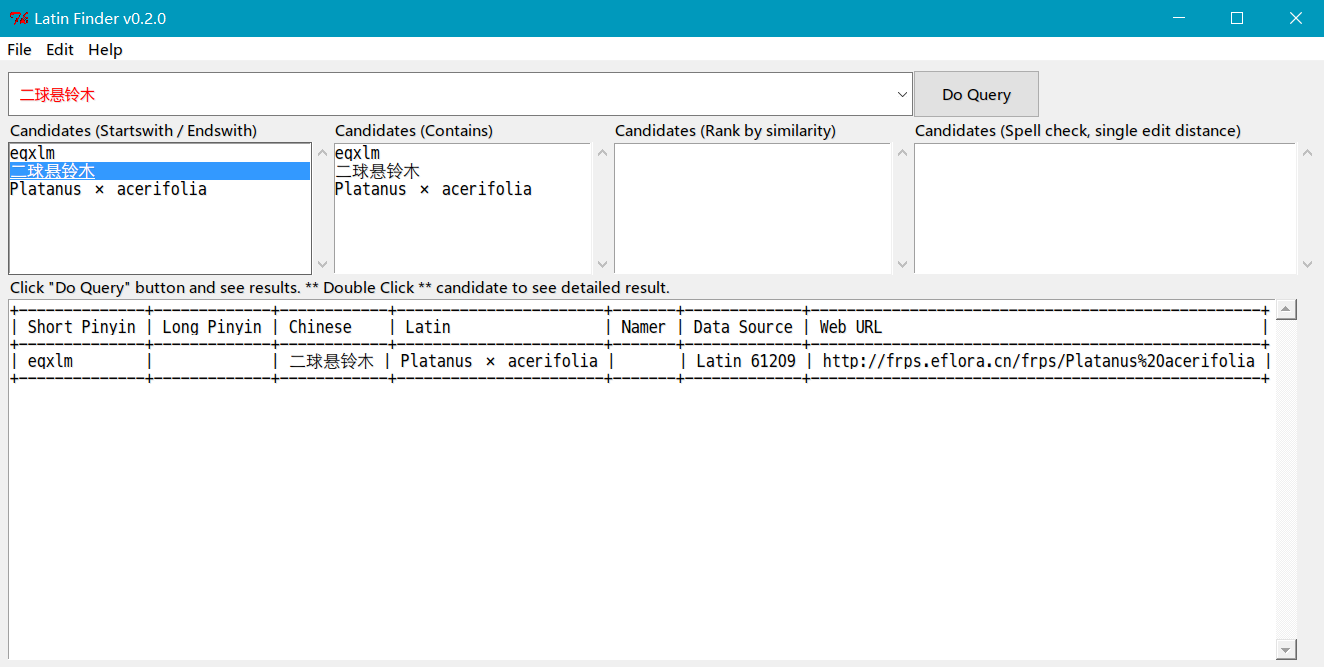 Latin Finder v0.2.0
File Edit Help
二球悬铃木
Do Query
Candidates (Startswith / Endswith)
Candidates (Contains)
Candidates (Rank by similarity)
Candidates (Spell check, single edit distance)
eqxlm
二球悬铃木
Platanus × acerifolia
eqxlm
二球悬铃木
Platanus × acerifolia
Click "Do Query" button and see results. ** Double Click ** candidate to see detailed result.
+--------------+-------------+------------+-----------------------+-------+-------------+--------------------------------------------------+
| Short Pinyin | Long Pinyin | Chinese | Latin | Namer | Data Source | Web URL |
+--------------+-------------+------------+-----------------------+-------+-------------+--------------------------------------------------+
| eqxlm | | 二球悬铃木 | Platanus × acerifolia | | Latin 61209 | http://frps.eflora.cn/frps/Platanus%20acerifolia |
+--------------+-------------+------------+-----------------------+-------+-------------+--------------------------------------------------+